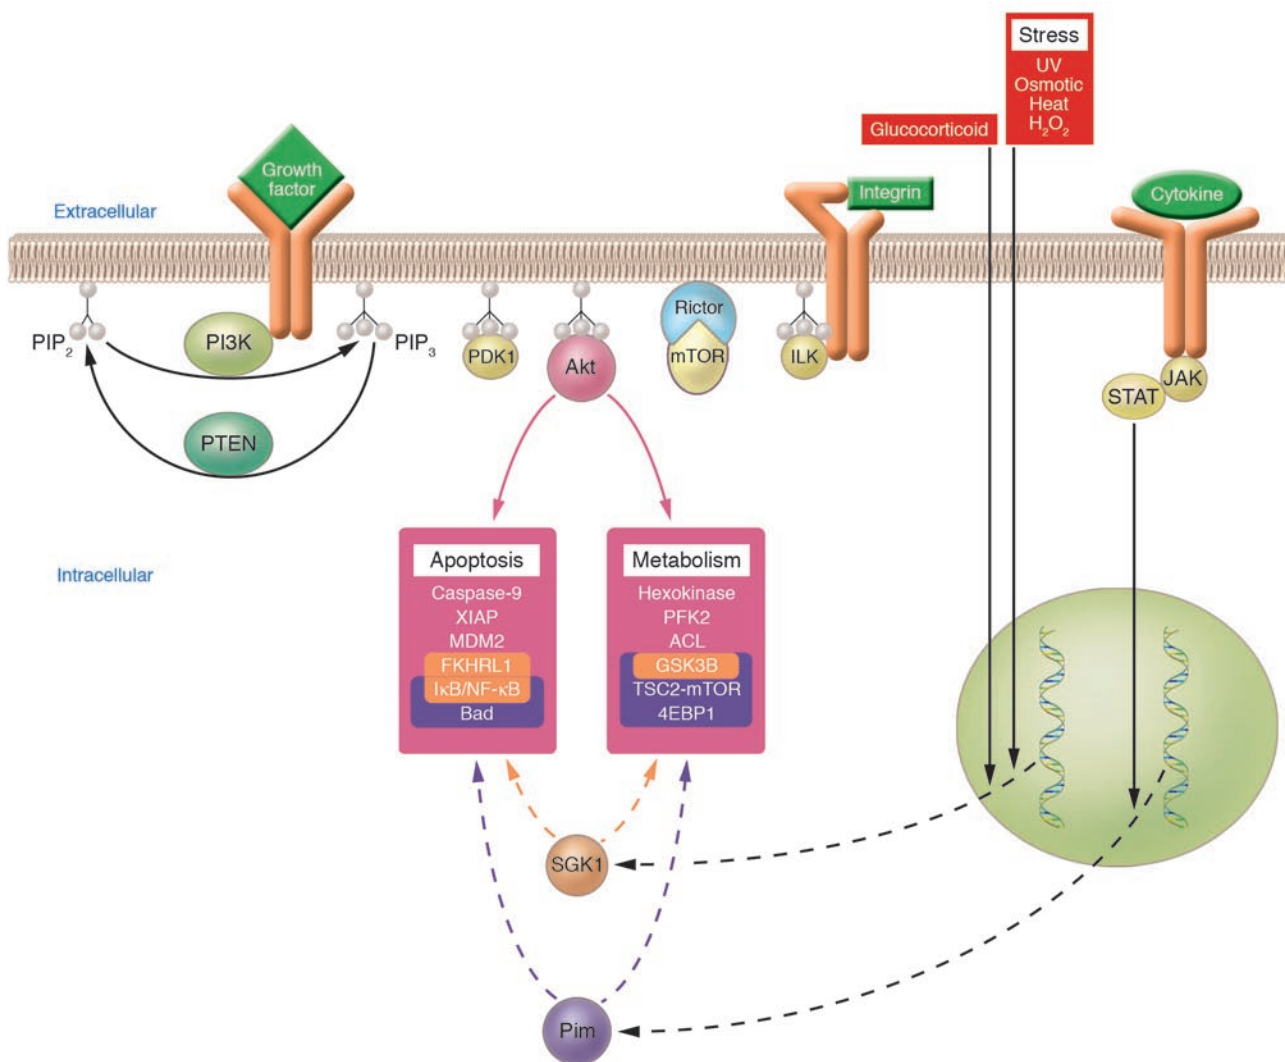 Stress
UV
Osmotic
Heat
H₂O₂
Glucocorticoid
Growth
factor
Integrin
Cytokine
Extracellular
PIP₂
PI3K
PIP₃
PDK1
Akt
Rictor
mTOR
ILK
STAT
JAK
PTEN
Intracellular
Apoptosis
Caspase-9
XIAP
MDM2
FKHRL1
IκB/NF-κB
Bad
Metabolism
Hexokinase
PFK2
ACL
GSK3B
TSC2-mTOR
4EBP1
SGK1
Pim